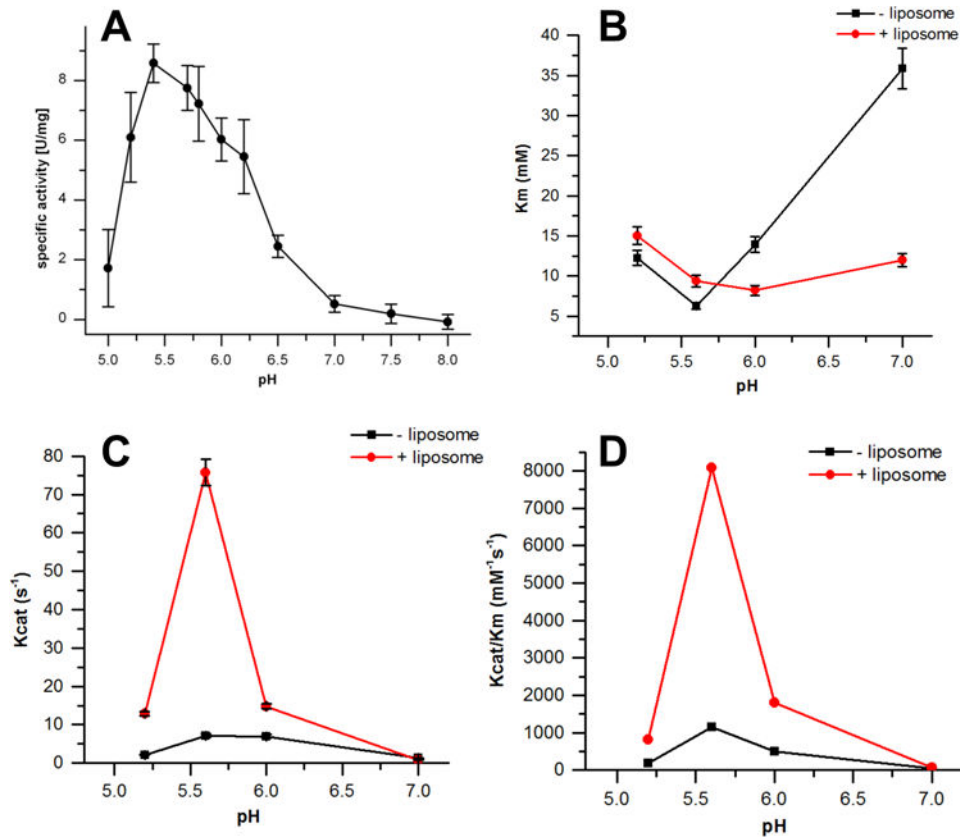 A
specific activity [U/mg]
8
6
4
2
0
5.0 5.5 6.0 6.5 7.0 7.5 8.0
pH
B
- liposome
+ liposome
Km (mM)
40
35
30
25
20
15
10
5
5.0 5.5 6.0 6.5 7.0
pH
C
- liposome
+ liposome
Kcat (s⁻¹)
80
70
60
50
40
30
20
10
0
5.0 5.5 6.0 6.5 7.0
pH
D
- liposome
+ liposome
Kcat/Km (mM⁻¹s⁻¹)
8000
7000
6000
5000
4000
3000
2000
1000
0
5.0 5.5 6.0 6.5 7.0
pH